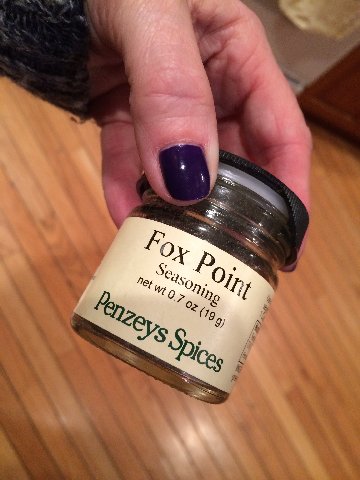 Fox Point
Seasoning
net wt 0.7 oz (19 g)
Penzeys Spices